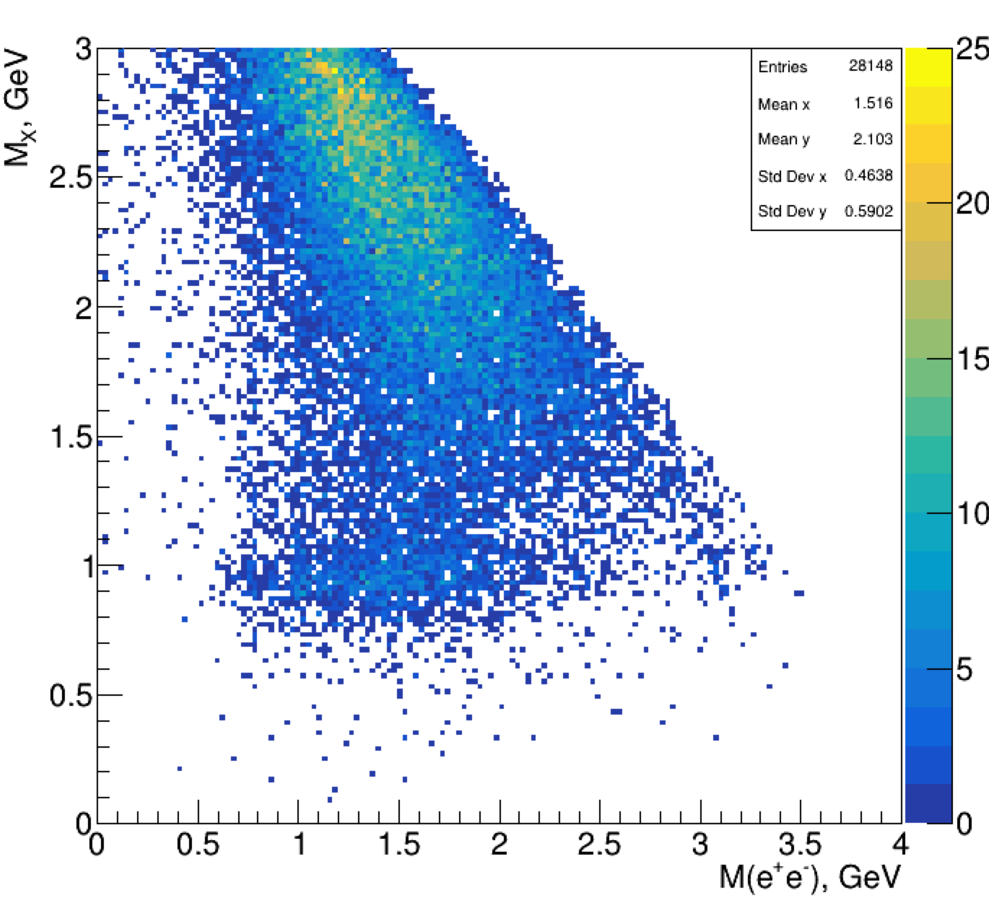 M_X, GeV
3
2.5
2
1.5
1
0.5
0
0 0.5 1 1.5 2 2.5 3 3.5 4
M(e⁺e⁻), GeV
Entries 28148
Mean x 1.516
Mean y 2.103
Std Dev x 0.4638
Std Dev y 0.5902
25
20
15
10
5
0